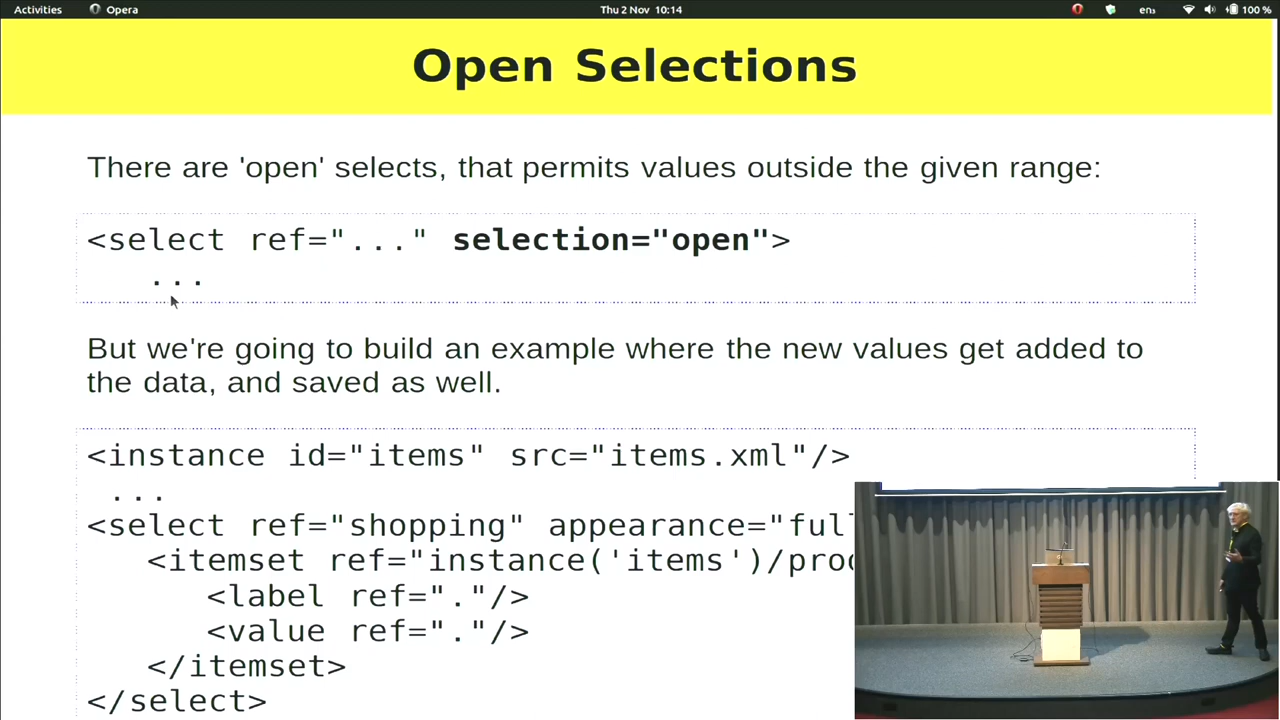 Activities Opera Thu 2 Nov 10:14 en₃ 100 %
Open Selections
There are 'open' selects, that permits values outside the given range:
<select ref="..." selection="open">
...
But we're going to build an example where the new values get added to
the data, and saved as well.
<instance id="items" src="items.xml"/>
...
<select ref="shopping" appearance="full
<itemset ref="instance('items')/prod
<label ref="."/>
<value ref="."/>
</itemset>
</select>